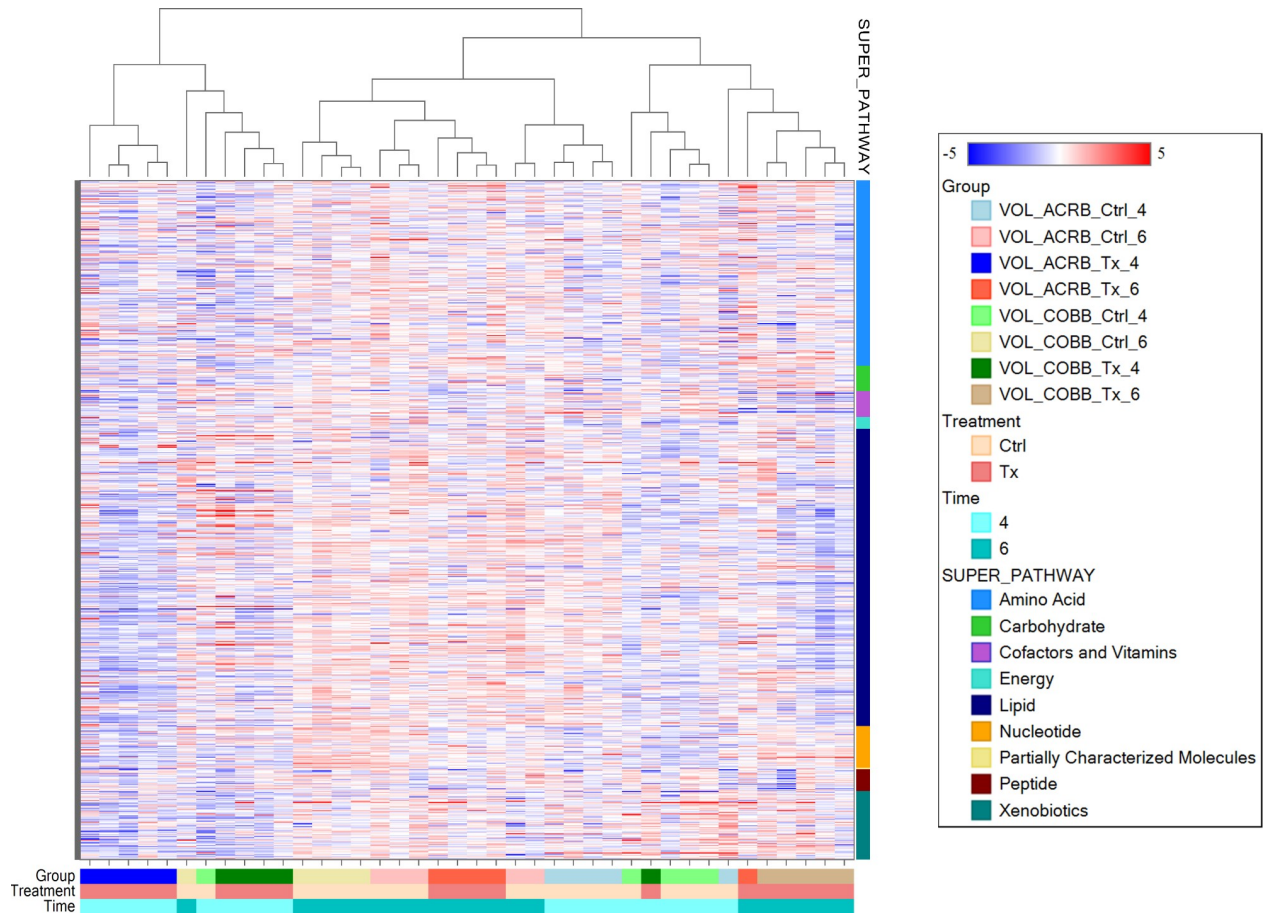 SUPER_PATHWAY
-5 5
Group
VOL_ACRB_Ctrl_4
VOL_ACRB_Ctrl_6
VOL_ACRB_Tx_4
VOL_ACRB_Tx_6
VOL_COBB_Ctrl_4
VOL_COBB_Ctrl_6
VOL_COBB_Tx_4
VOL_COBB_Tx_6
Treatment
Ctrl
Tx
Time
4
6
SUPER_PATHWAY
Amino Acid
Carbohydrate
Cofactors and Vitamins
Energy
Lipid
Nucleotide
Partially Characterized Molecules
Peptide
Xenobiotics
Group
Treatment
Time